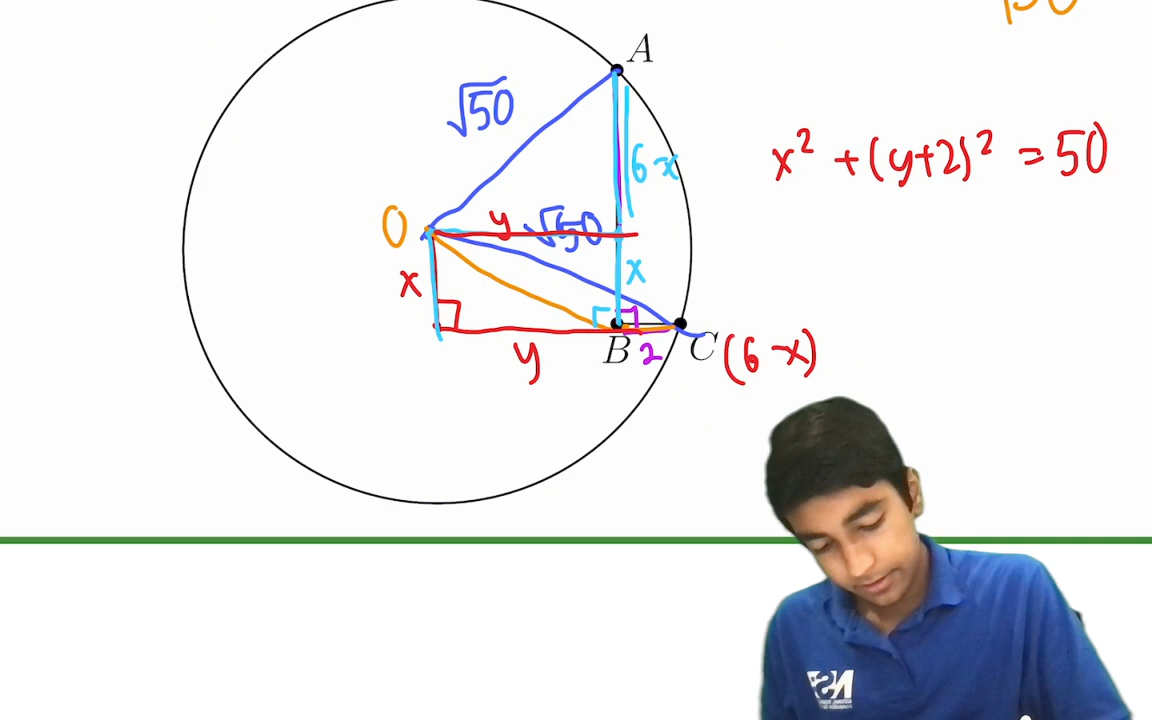 A
√50
6-x
x² + (y+2)² = 50
O
y
√50
x
x
B
2
C
(6-x)
y